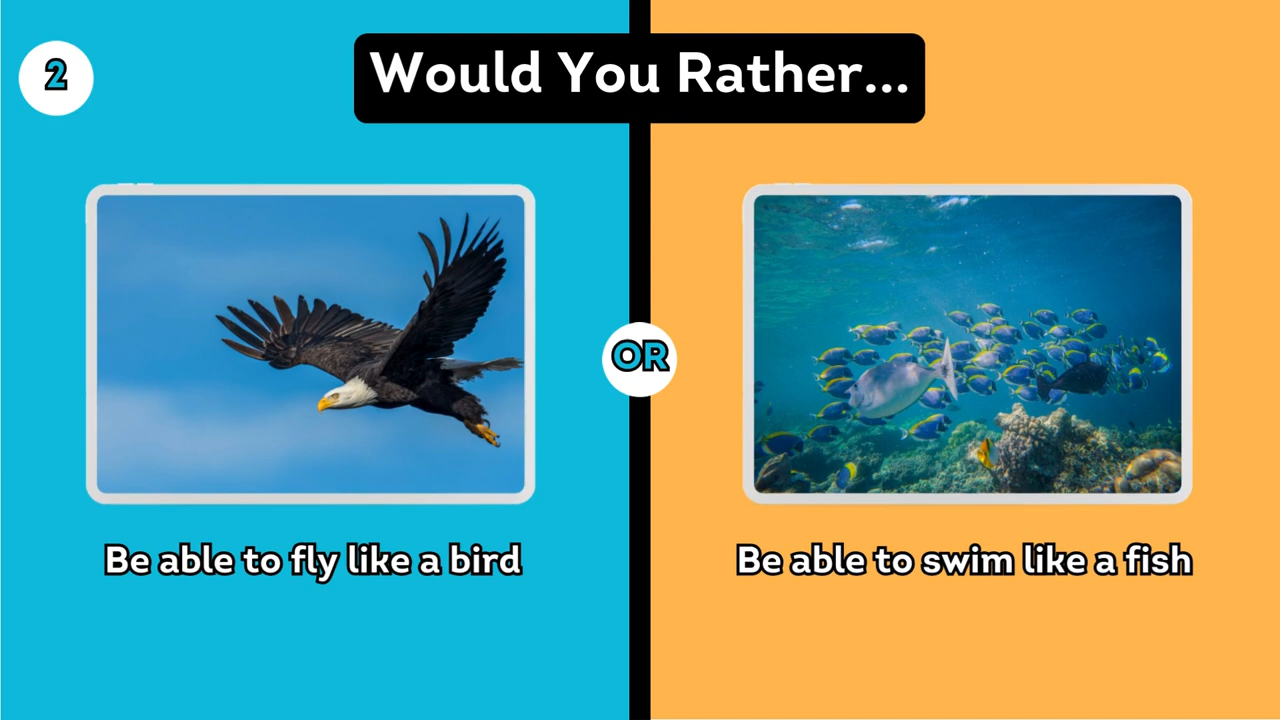 2
Would You Rather...
OR
Be able to fly like a bird
Be able to swim like a fish